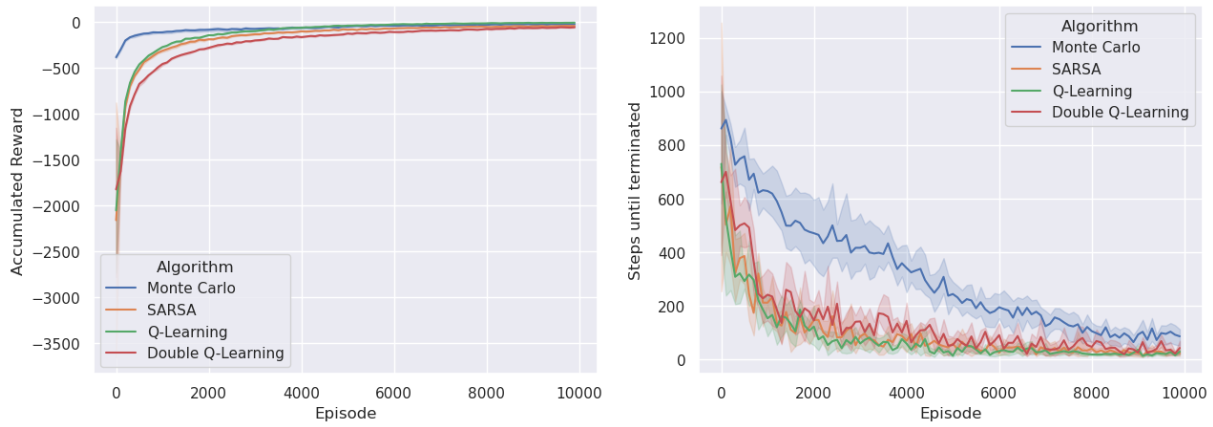 0
−500
−1000
−1500
−2000
−2500
−3000
−3500
Accumulated Reward
Algorithm
Monte Carlo
SARSA
Q-Learning
Double Q-Learning
0 2000 4000 6000 8000 10000
Episode
1200
1000
800
600
400
200
0
Steps until terminated
Algorithm
Monte Carlo
SARSA
Q-Learning
Double Q-Learning
0 2000 4000 6000 8000 10000
Episode